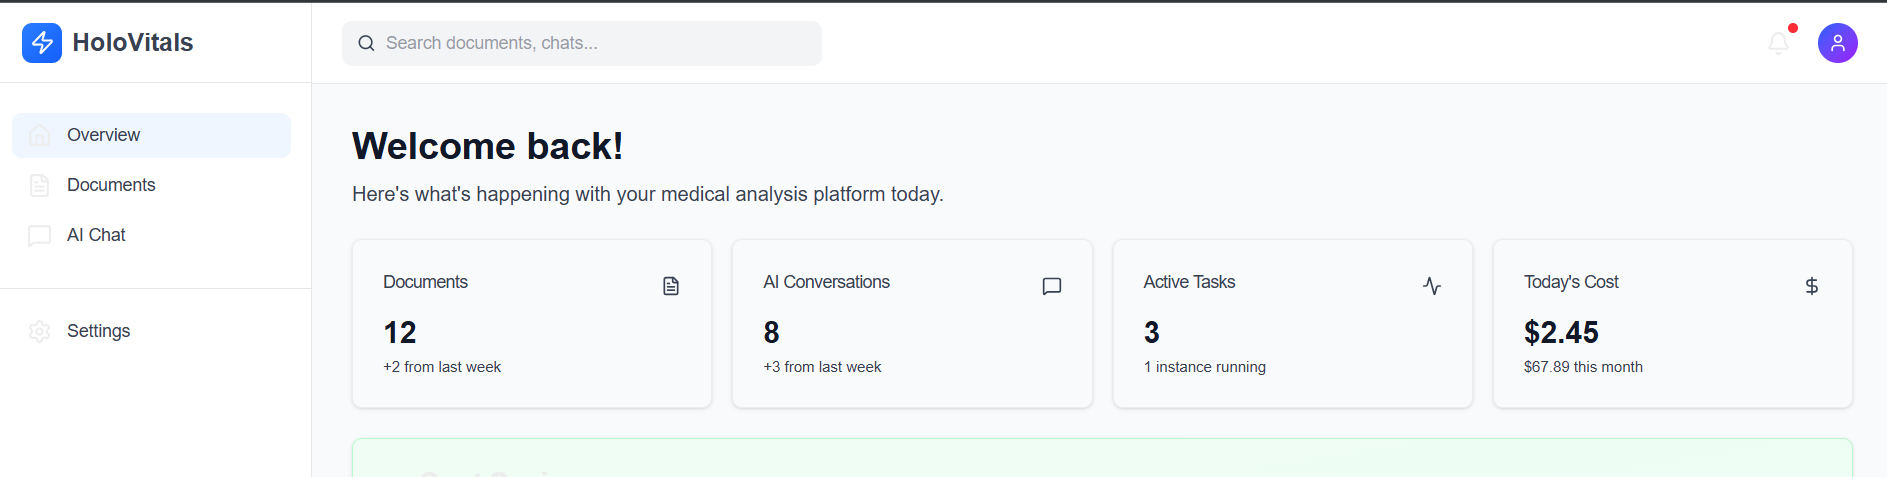 HoloVitals
Search documents, chats...
Overview
Documents
AI Chat
Settings
Welcome back!
Here's what's happening with your medical analysis platform today.
Documents
12
+2 from last week
AI Conversations
8
+3 from last week
Active Tasks
3
1 instance running
Today's Cost
$2.45
$67.89 this month